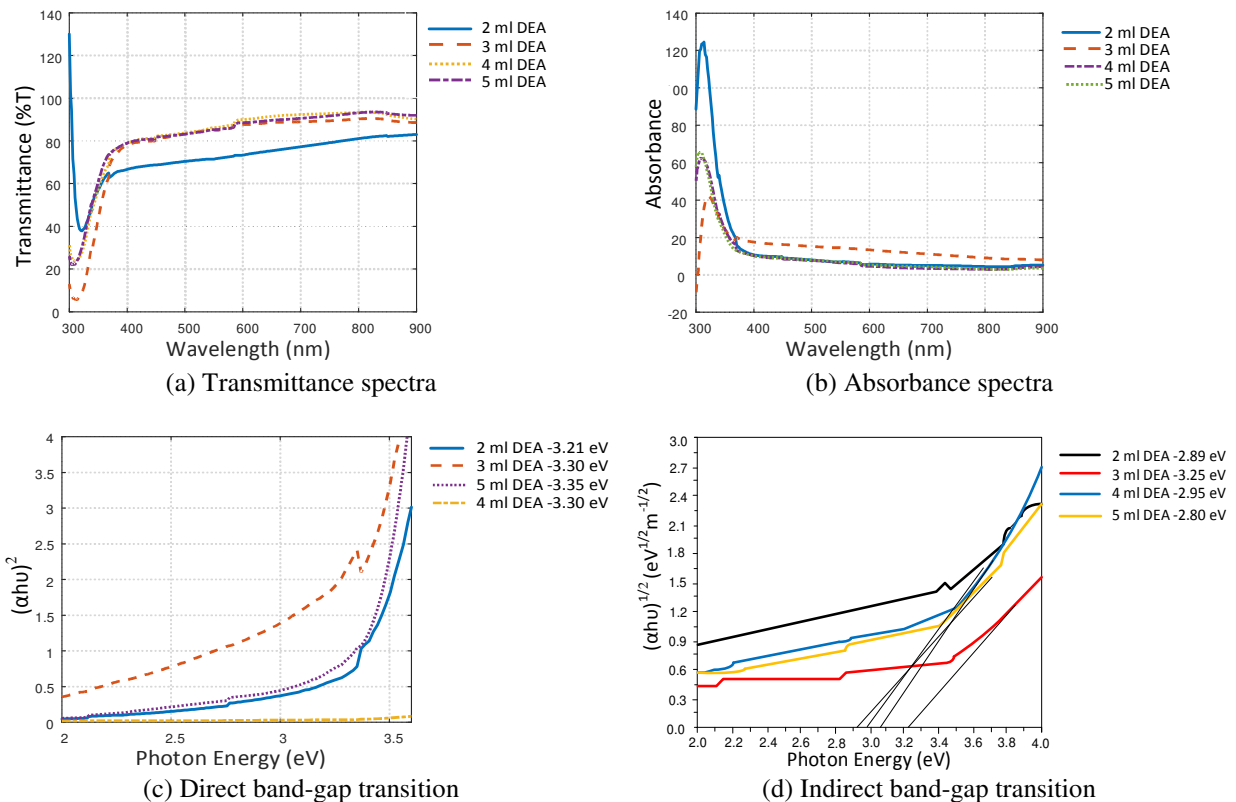 140
120
100
80
60
40
20
0
Transmittance (%T)
300 400 500 600 700 800 900
Wavelength (nm)
2 ml DEA
3 ml DEA
4 ml DEA
5 ml DEA
(a) Transmittance spectra
120
00
80
60
40
20
0
-20
Absorbance
300 400 500 600 700 800 900
Wavelength (nm)
2 ml DEA
3 ml DEA
4 ml DEA
5 ml DEA
(b) Absorbance spectra
4
3.5
3
2.5
2
1.5
1
0.5
0
(αhυ)²
2 2.5 3 3.5
Photon Energy (eV)
2 ml DEA -3.21 eV
3 ml DEA -3.30 eV
5 ml DEA -3.35 eV
4 ml DEA -3.30 eV
(c) Direct band-gap transition
3.0
2.7
2.4
2.1
1.8
1.5
1.2
0.9
0.6
0.0
(αhυ)^1/2 (eV^1/2m^-1/2)
2.0 2.2 2.4 2.6 2.8 3.0 3.2 3.4 3.6 3.8 4.0
Photon Energy (eV)
2 ml DEA -2.89 eV
3 ml DEA -3.25 eV
4 ml DEA -2.95 eV
5 ml DEA -2.80 eV
(d) Indirect band-gap transition